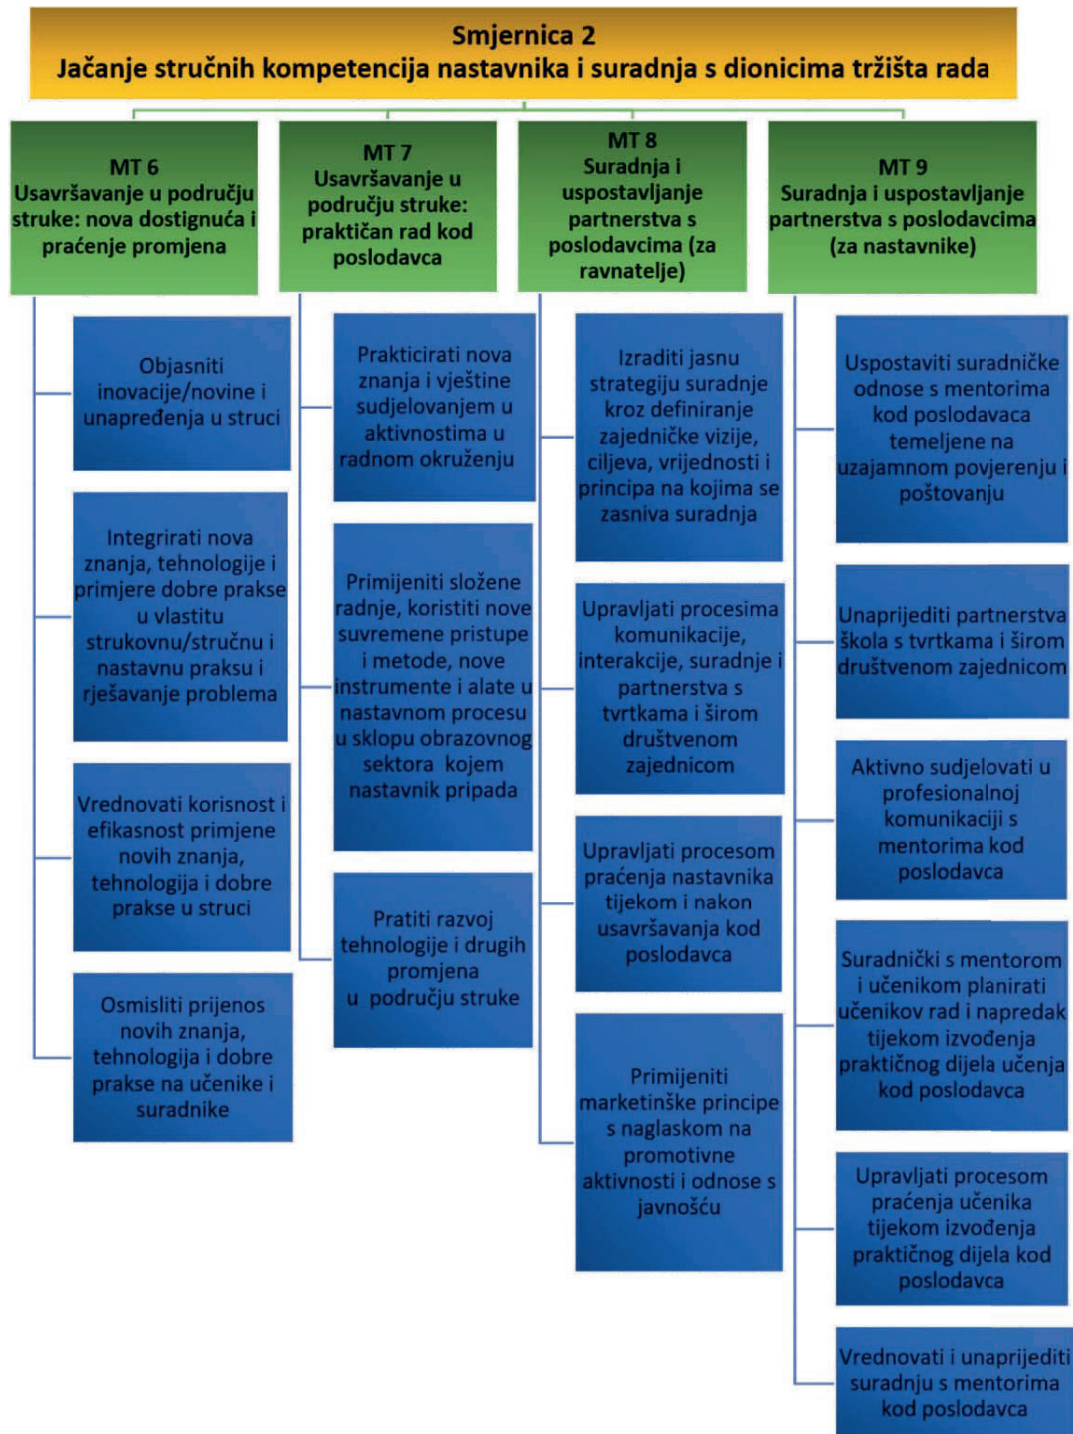 Smjernica 2
Jačanje stručnih kompetencija nastavnika i suradnja s dionicima tržišta rada
MT 6
Usavršavanje u području
struke: nova dostignuća i
praćenje promjena
Objasniti
inovacije/novine i
unapređenja u struci
Integrirati nova
znanja, tehnologije i
primjere dobre prakse
u vlastitu
strukovnu/stručnu i
nastavnu praksu i
rješavanje problema
Vrednovati korisnost i
efikasnost primjene
novih znanja,
tehnologija i dobre
prakse u struci
Osmisliti prijenos
novih znanja,
tehnologija i dobre
prakse na učenike i
suradnike
MT 7
Usavršavanje u
području struke:
praktičan rad kod
poslodavca
Prakticirati nova
znanja i vještine
sudjelovanjem u
aktivnostima u
radnom okruženju
Primijeniti složene
radnje, koristiti nove
suvremene pristupe
i metode, nove
instrumente i alate u
nastavnom procesu
u sklopu obrazovnog
sektora kojem
nastavnik pripada
Pratiti razvoj
tehnologije i drugih
promjena
u području struke
MT 8
Suradnja i
uspostavljanje
partnerstva s
poslodavcima (za
ravnatelje)
Izraditi jasnu
strategiju suradnje
kroz definiranje
zajedničke vizije,
ciljeva, vrijednosti i
principa na kojima se
zasniva suradnja
Upravljati procesima
komunikacije,
interakcije, suradnje i
partnerstva s
tvrtkama i širom
društvenom
zajednicom
Upravljati procesom
praćenja nastavnika
tijekom i nakon
usavršavanja kod
poslodavca
Primijeniti
marketinške principe
s naglaskom na
promotivne
aktivnosti i odnose s
javnošću
MT 9
Suradnja i uspostavljanje
partnerstva s poslodavcima
(za nastavnike)
Uspostaviti suradničke
odnose s mentorima
kod poslodavaca
temeljene na
uzajamnom povjerenju i
poštovanju
Unaprijediti partnerstva
škola s tvrtkama i širom
društvenom zajednicom
Aktivno sudjelovati u
profesionalnoj
komunikaciji s
mentorima kod
poslodavca
Suradnički s mentorom
i učenikom planirati
učenikov rad i napredak
tijekom izvođenja
praktičnog dijela učenja
kod poslodavca
Upravljati procesom
praćenja učenika
tijekom izvođenja
praktičnog dijela kod
poslodavca
Vrednovati i unaprijediti
suradnju s mentorima
kod poslodavca